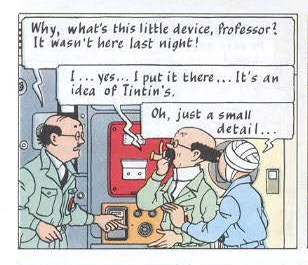 Why, what's this little device, Professor?
It wasn't here last night!
I...yes... I put it there... It's an
idea of Tintin's.
Oh, just a small
detail...